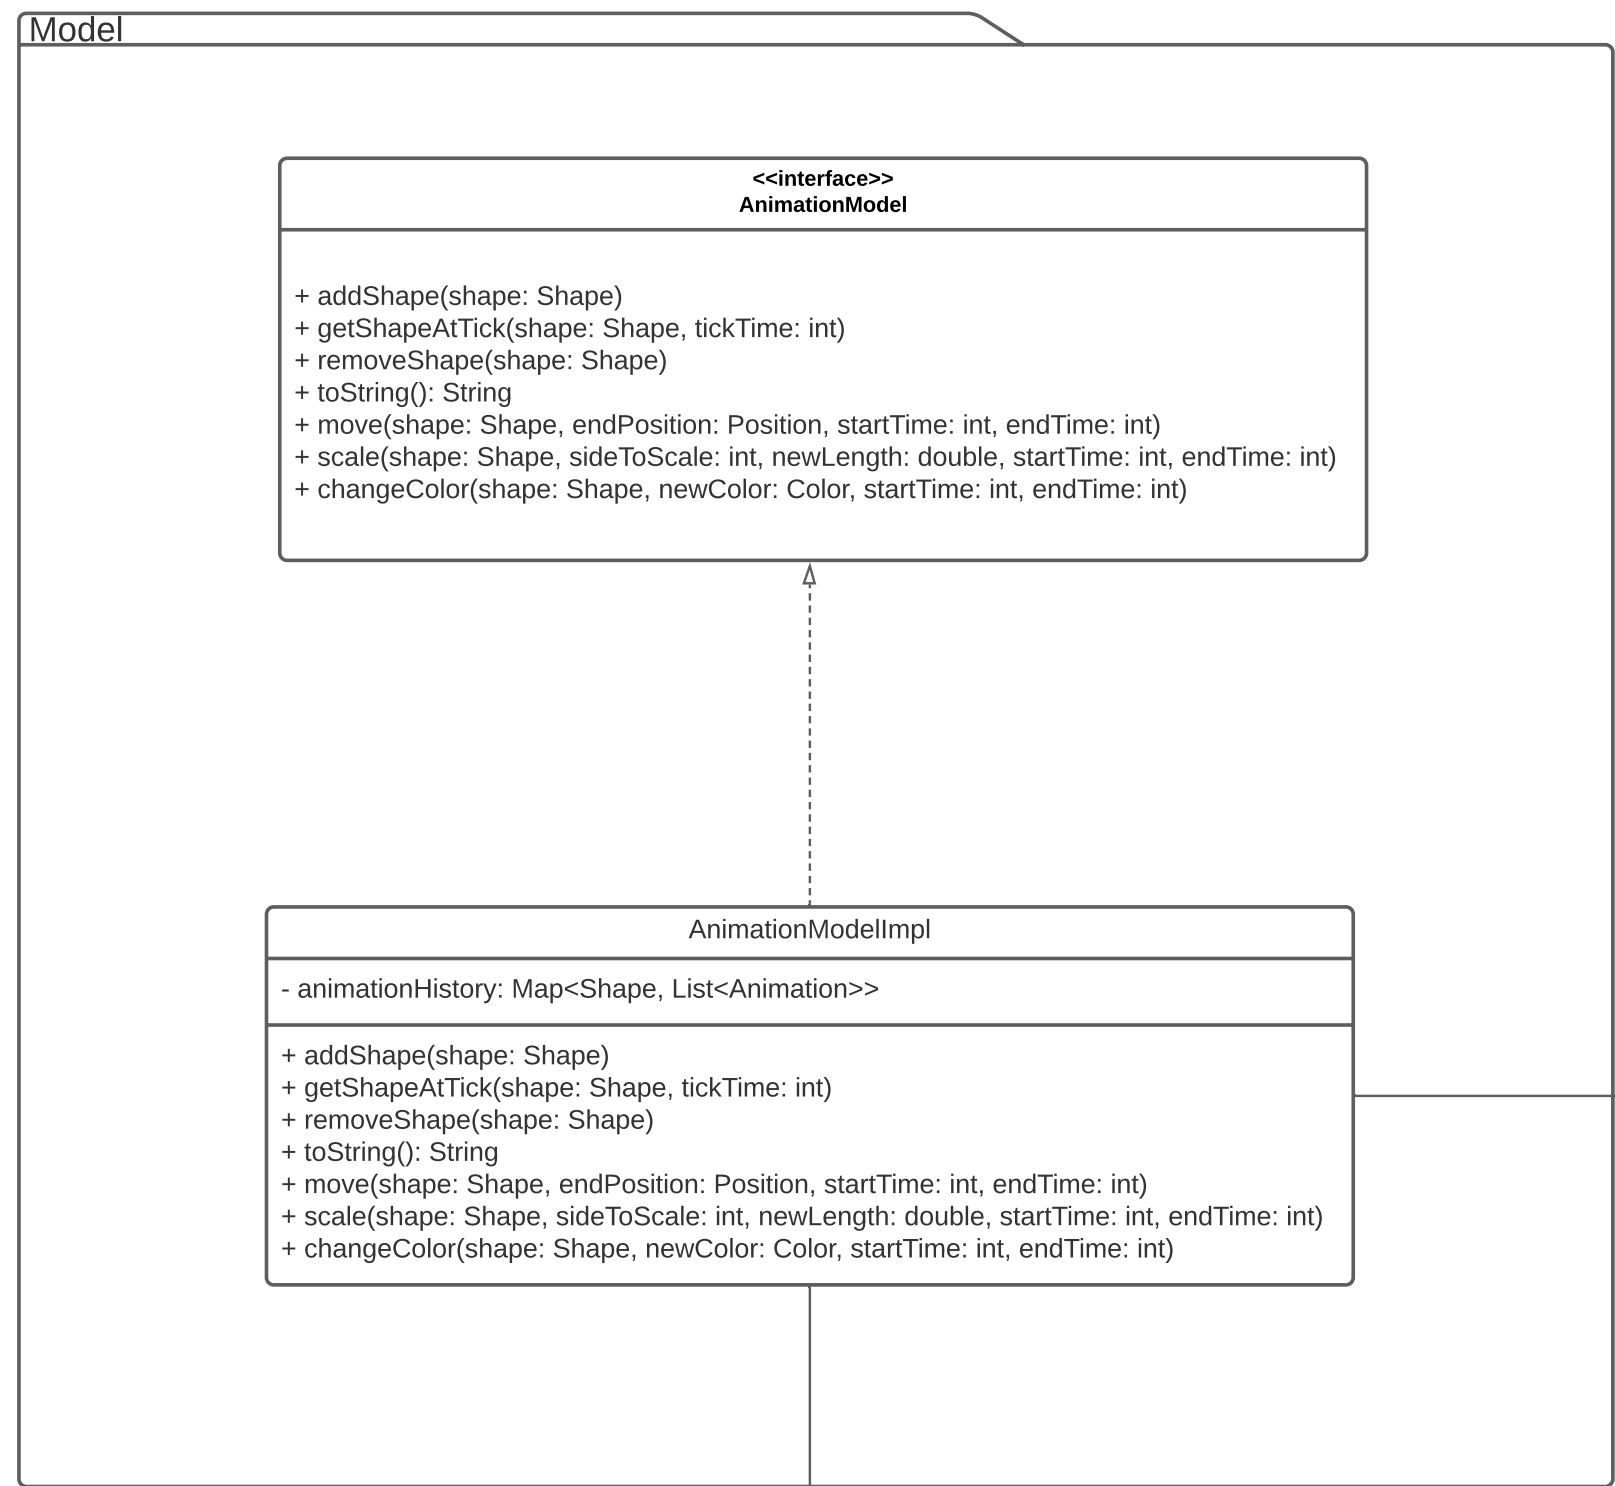 Model
<<interface>>
AnimationModel
+ addShape(shape: Shape)
+ getShapeAtTick(shape: Shape, tickTime: int)
+ removeShape(shape: Shape)
+ toString(): String
+ move(shape: Shape, endPosition: Position, startTime: int, endTime: int)
+ scale(shape: Shape, sideToScale: int, newLength: double, startTime: int, endTime: int)
+ changeColor(shape: Shape, newColor: Color, startTime: int, endTime: int)
AnimationModelImpl
- animationHistory: Map<Shape, List<Animation>>
+ addShape(shape: Shape)
+ getShapeAtTick(shape: Shape, tickTime: int)
+ removeShape(shape: Shape)
+ toString(): String
+ move(shape: Shape, endPosition: Position, startTime: int, endTime: int)
+ scale(shape: Shape, sideToScale: int, newLength: double, startTime: int, endTime: int)
+ changeColor(shape: Shape, newColor: Color, startTime: int, endTime: int)